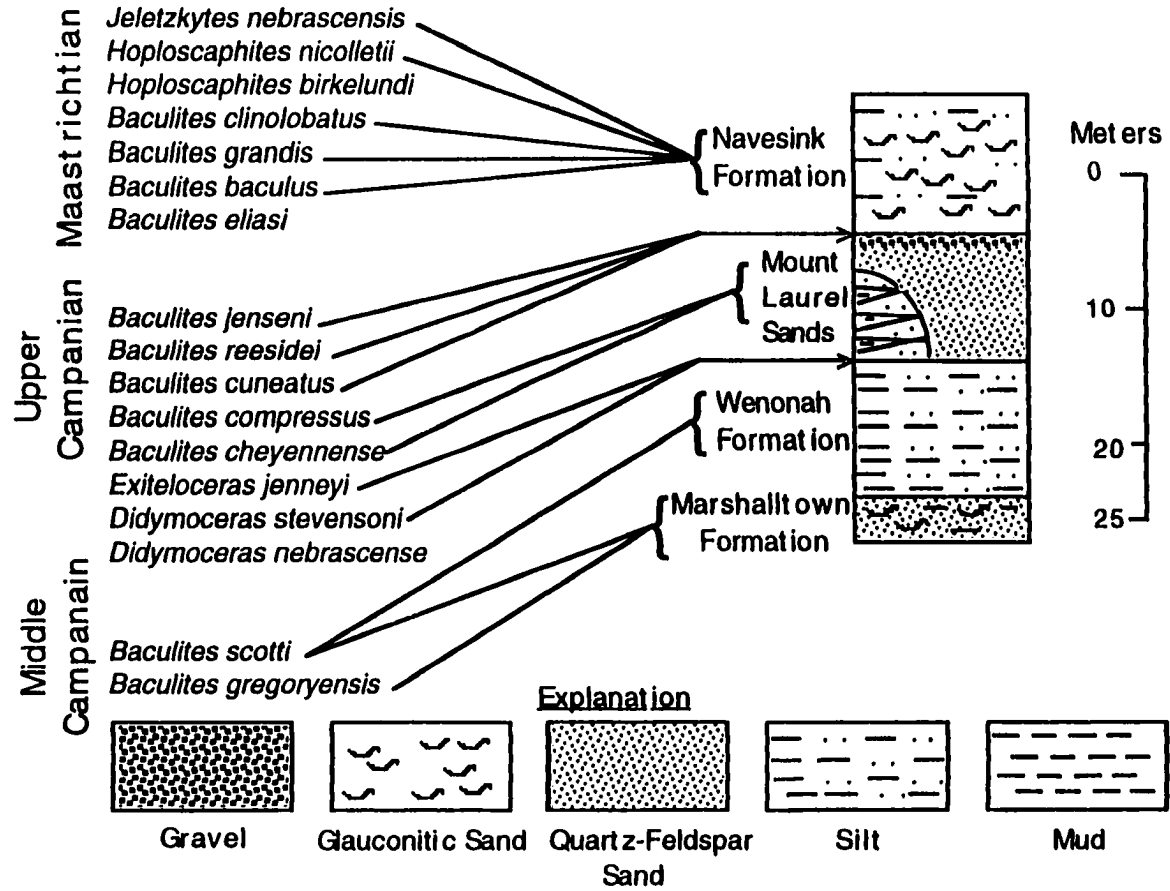 Maastrichtian
Jeletzkytes nebrascensis
Hoploscaphites nicolletii
Hoploscaphites birkelundi
Baculites clinolobatus
Baculites grandis
Baculites baculus
Baculites eliasi
Upper
Campanian
Baculites jenseni
Baculites reesidei
Baculites cuneatus
Baculites compressus
Baculites cheyennense
Exiteloceras jenneyi
Didymoceras stevensoni
Didymoceras nebrascense
Middle
Campanain
Baculites scotti
Baculites gregoryensis
Navesink
Formation
Mount
Laurel
Sands
Wenonah
Formation
Marshalltown
Formation
Meters
0
10
20
25
Explanation
Gravel
Glauconitic Sand
Quartz-Feldspar
Sand
Silt
Mud